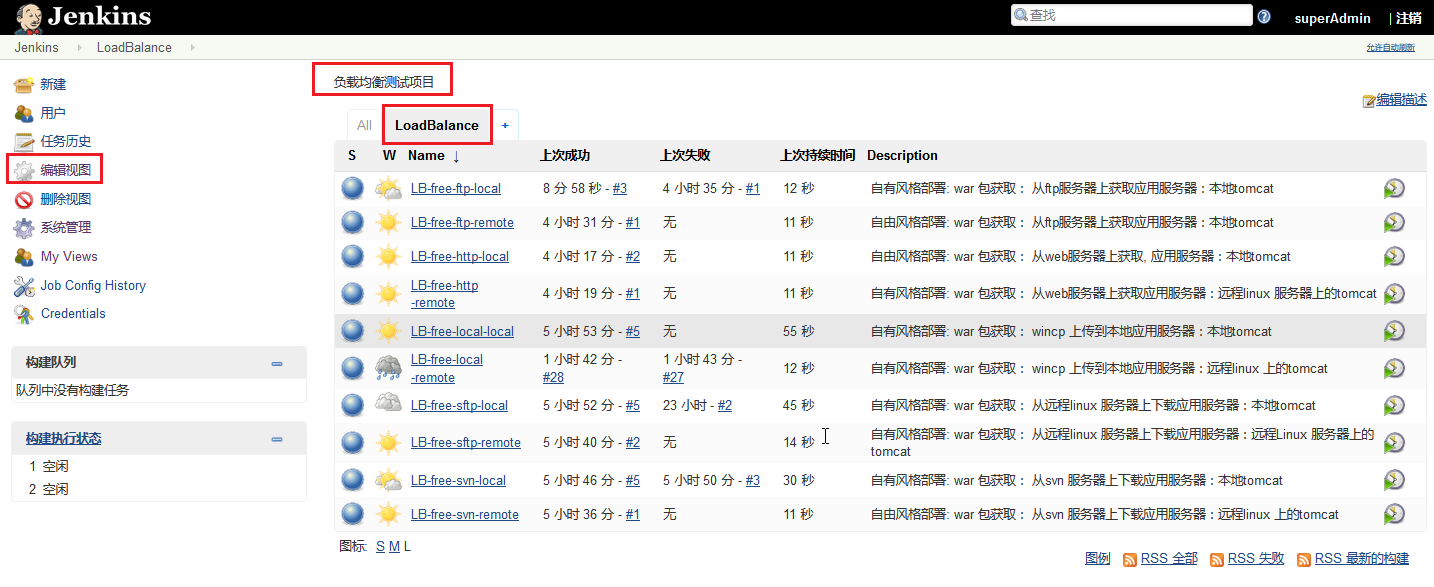 Jenkins
查找
superAdmin
| 注销
Jenkins
LoadBalance
允许自动刷新
新建
用户
任务历史
编辑视图
删除视图
系统管理
My Views
Job Config History
Credentials
构建队列
队列中没有构建任务
构建执行状态
1 空闲
2 空闲
负载均衡测试项目
编辑描述
All
LoadBalance
+
S W Name ↓ 上次成功 上次失败 上次持续时间 Description
LB-free-ftp-local 8 分 58 秒 - #3 4 小时 35 分 - #1 12 秒 自有风格部署: war 包获取： 从ftp服务器上获取应用服务器：本地tomcat
LB-free-ftp-remote 4 小时 31 分 - #1 无 11 秒 自由风格部署: war 包获取： 从ftp服务器上获取应用服务器：本地tomcat
LB-free-http-local 4 小时 17 分 - #2 无 11 秒 自有风格部署: war 包获取： 从web服务器上获取, 应用服务器：本地tomcat
LB-free-http
-remote 4 小时 19 分 - #1 无 11 秒 自有风格部署: war 包获取： 从web服务器上获取应用服务器：远程linux 服务器上的tomcat
LB-free-local-local 5 小时 53 分 - #5 无 55 秒 自有风格部署: war 包获取： wincp 上传到本地应用服务器：本地tomcat
LB-free-local
-remote 1 小时 42 分 -
#28 1 小时 43 分 -
#27 12 秒 自有风格部署: war 包获取： wincp 上传到本地应用服务器：远程linux 上的tomcat
LB-free-sftp-local 5 小时 52 分 - #5 23 小时 - #2 45 秒 自有风格部署: war 包获取： 从远程linux 服务器上下载应用服务器：本地tomcat
LB-free-sftp-remote 5 小时 40 分 - #2 无 14 秒 自有风格部署: war 包获取： 从远程linux 服务器上下载应用服务器：远程Linux 服务器上的
tomcat
LB-free-svn-local 5 小时 46 分 - #5 5 小时 50 分 - #3 30 秒 自有风格部署: war 包获取： 从svn 服务器上下载应用服务器：本地tomcat
LB-free-svn-remote 5 小时 36 分 - #1 无 11 秒 自由风格部署: war 包获取： 从svn 服务器上下载应用服务器：远程linux 上的tomcat
图标: S M L
图例 RSS 全部 RSS 失败 RSS 最新的构建